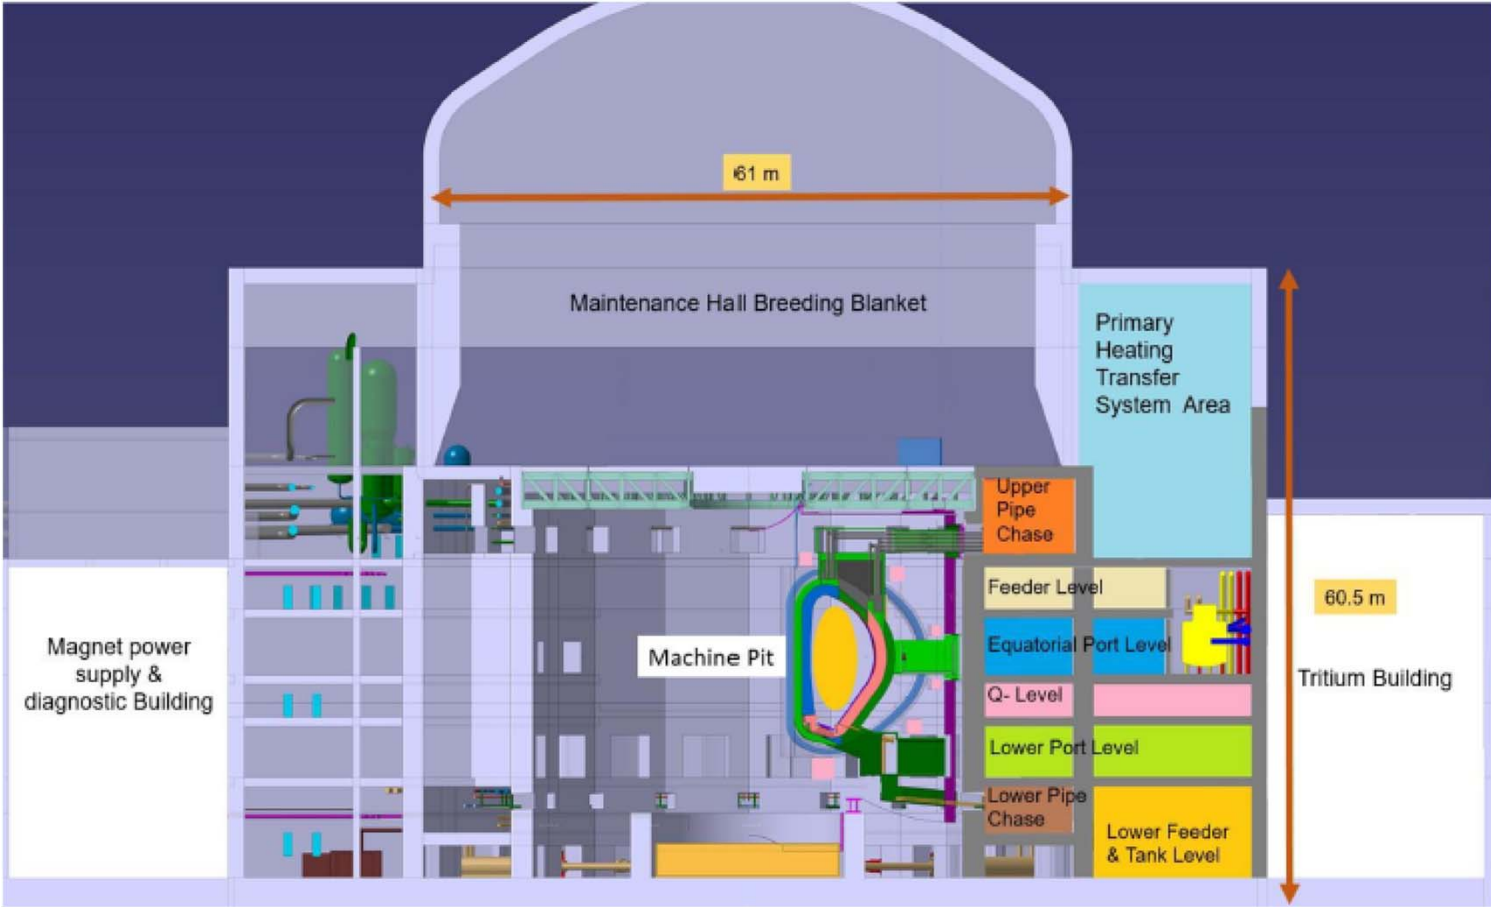 61 m
Maintenance Hall Breeding Blanket
Primary
Heating
Transfer
System Area
Upper
Pipe
Chase
Feeder Level
60.5 m
Equatorial Port Level
Magnet power
supply &
diagnostic Building
Machine Pit
Q- Level
Tritium Building
Lower Port Level
Lower Pipe
Chase
Lower Feeder
& Tank Level